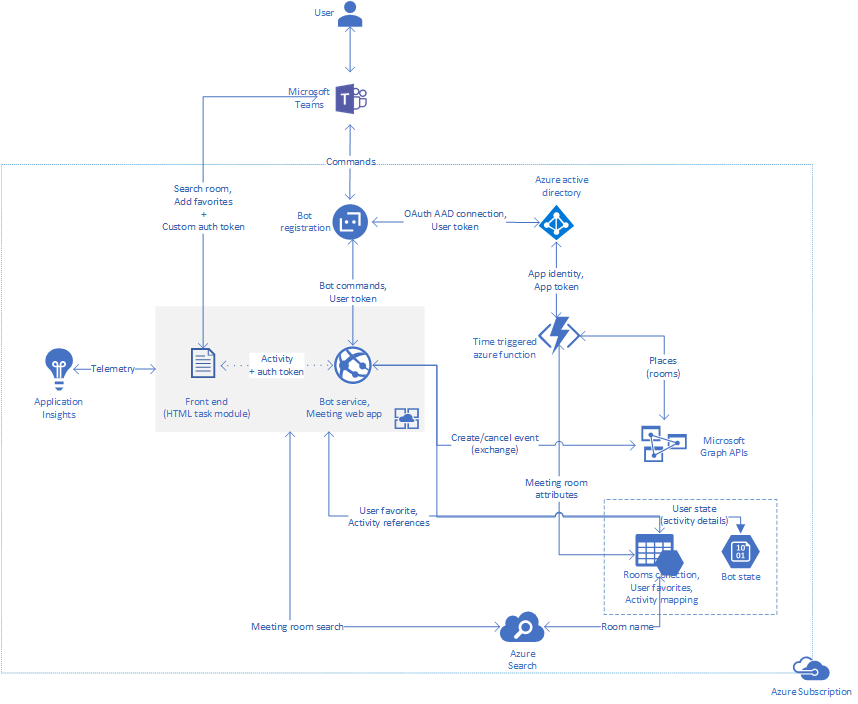 User
Microsoft
Teams
Commands
Azure active
directory
Search room,
Add favorites
+
Custom auth token
Bot
registration
OAuth AAD connection,
User token
App identity,
App token
Bot commands,
User token
Time triggered
azure function
Places
(rooms)
Telemetry
Activity
+ auth token
Application
Insights
Front end
(HTML task module)
Bot service,
Meeting web app
Create/cancel event
(exchange)
Microsoft
Graph APIs
Meeting room
attributes
User favorite,
Activity references
User state
(activity details)
10
01
Rooms collection,
User favorites,
Activity mapping
Bot state
Meeting room search
Room name
Azure
Search
Azure Subscription